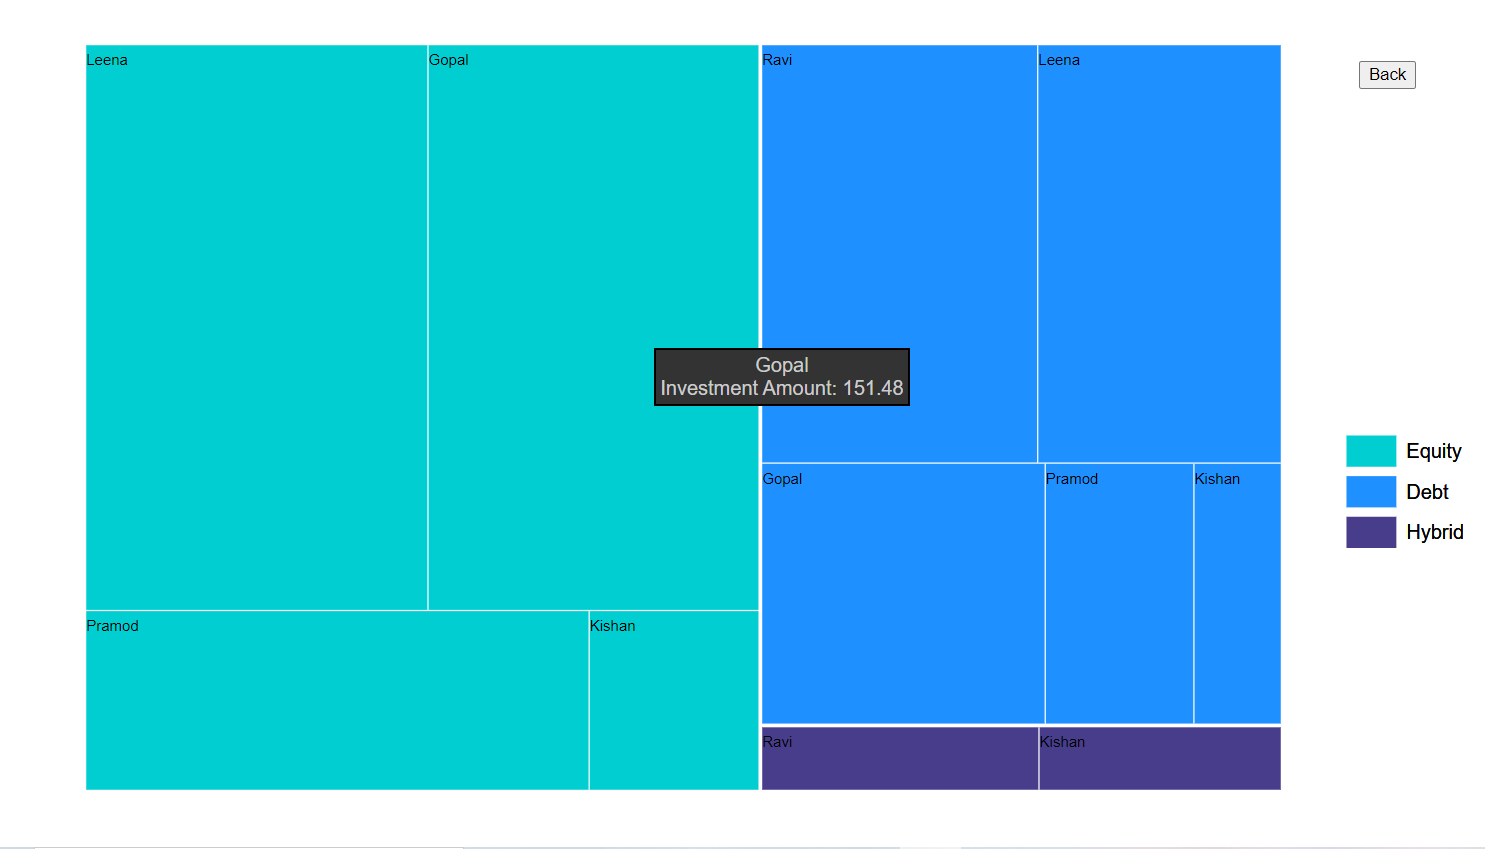 Leena
Gopal
Ravi
Leena
Back
Gopal
Investment Amount: 151.48
Equity
Debt
Hybrid
Gopal
Pramod
Kishan
Pramod
Kishan
Ravi
Kishan